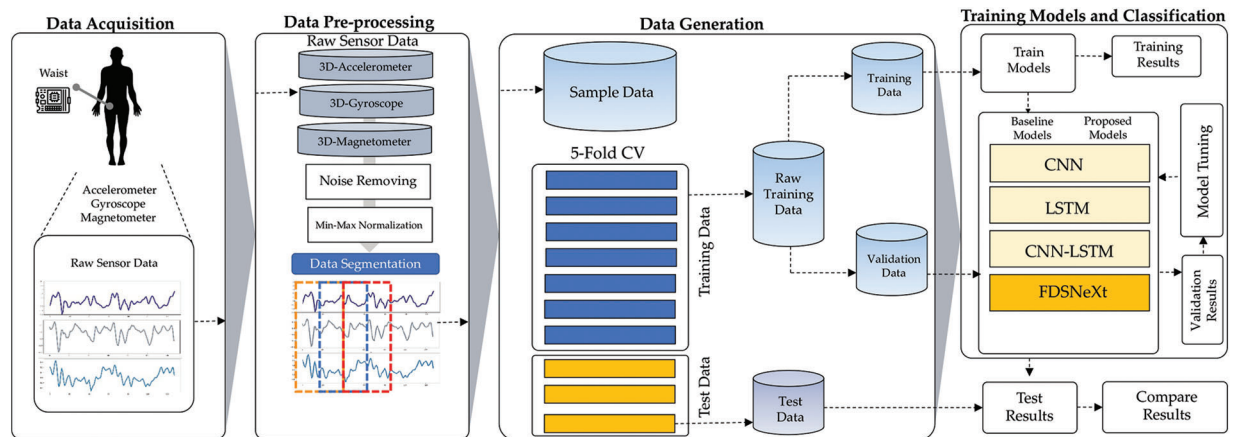 Data Acquisition
Waist
Accelerometer
Gyroscope
Magnetometer
Raw Sensor Data
Data Pre-processing
Raw Sensor Data
3D-Accelerometer
3D-Gyroscope
3D-Magnetometer
Noise Removing
Min-Max Normalization
Data Segmentation
Data Generation
Sample Data
5-Fold CV
Training Data
Test Data
Raw
Training
Data
Training
Data
Validation
Data
Test
Data
Training Models and Classification
Train
Models
Training
Results
Baseline
Models
Proposed
Models
CNN
LSTM
CNN-LSTM
FDSNeXt
Model Tuning
Validation
Results
Test
Results
Compare
Results